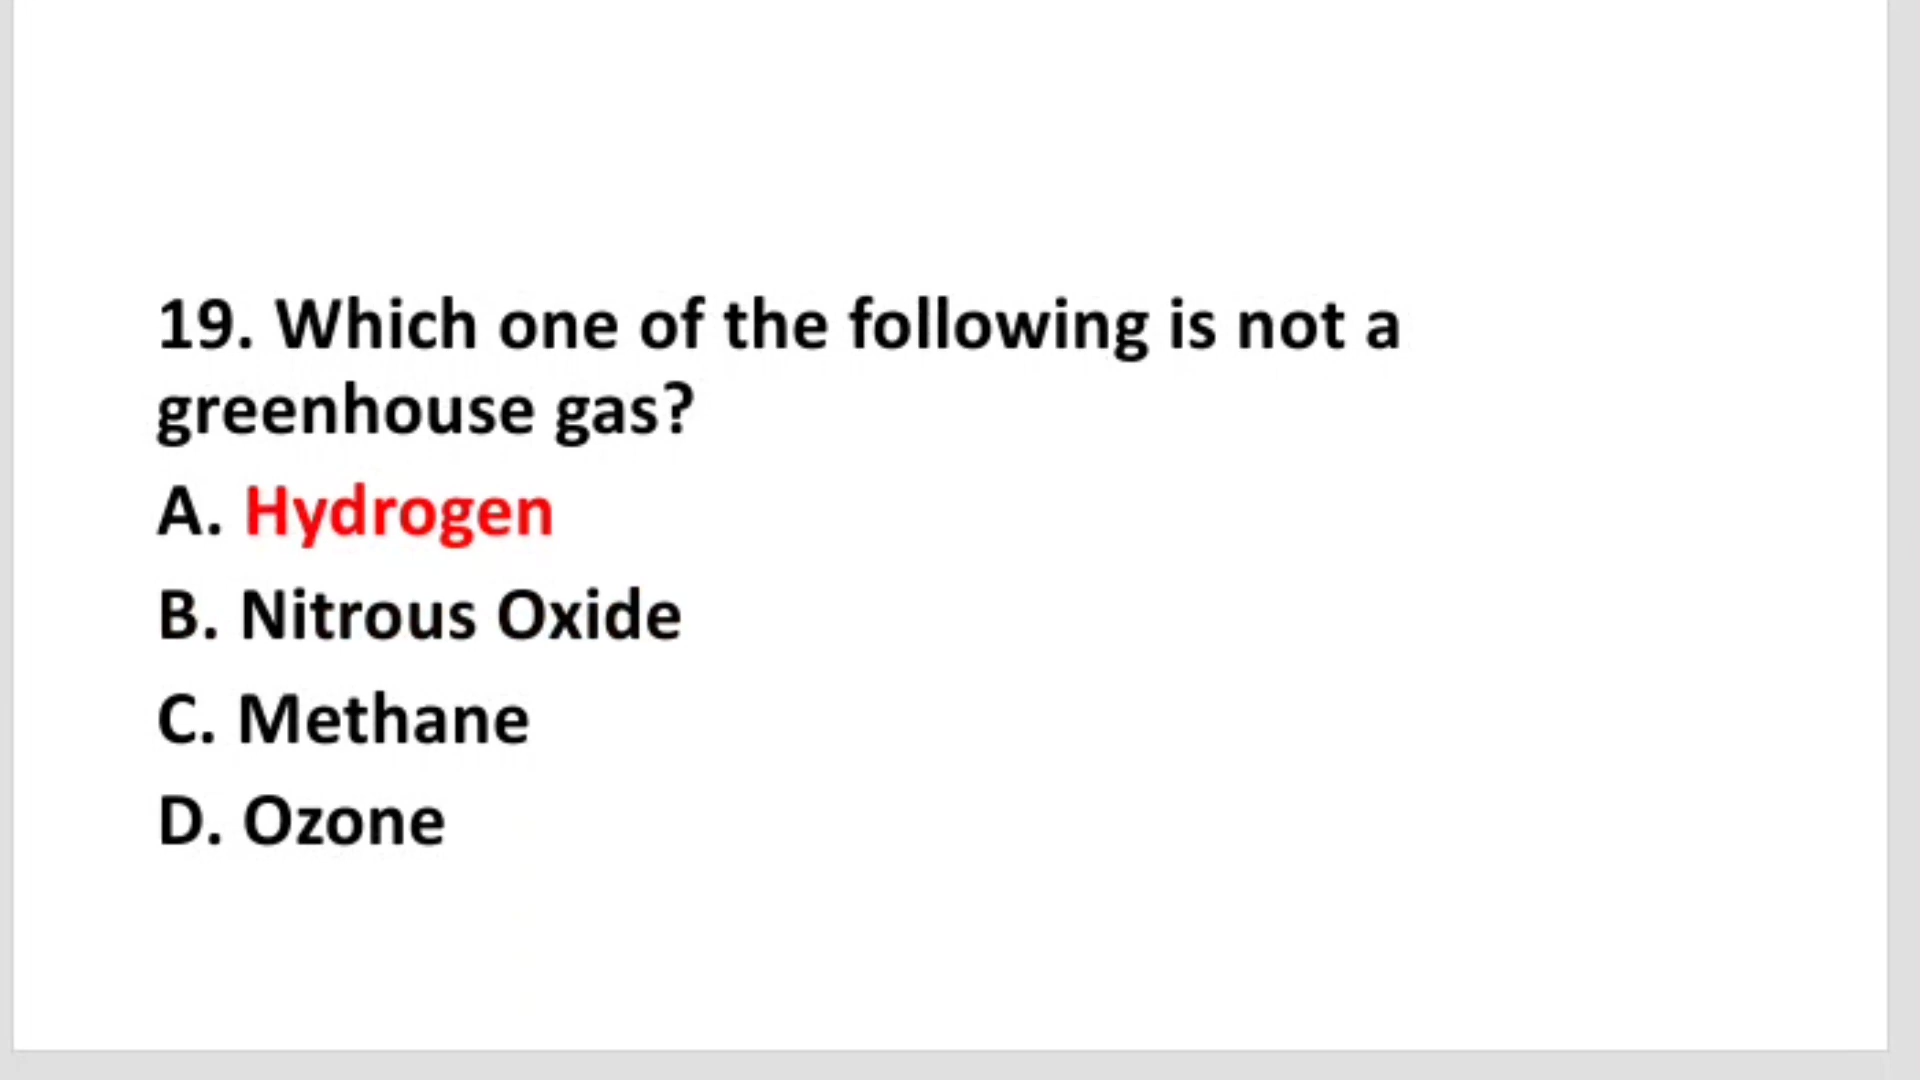 19. Which one of the following is not a
greenhouse gas?
A. Hydrogen
B. Nitrous Oxide
C. Methane
D. Ozone